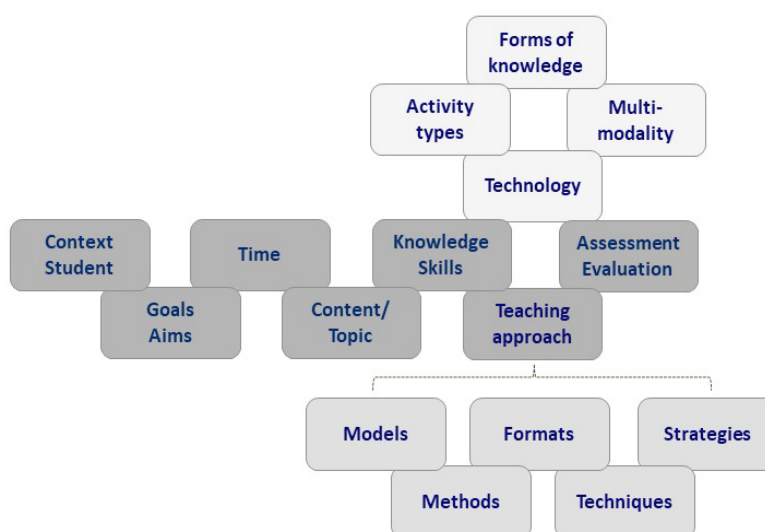 Forms of
knowledge
Activity
types
Multi-
modality
Technology
Context
Student
Time
Knowledge
Skills
Assessment
Evaluation
Goals
Aims
Content/
Topic
Teaching
approach
Models
Formats
Strategies
Methods
Techniques